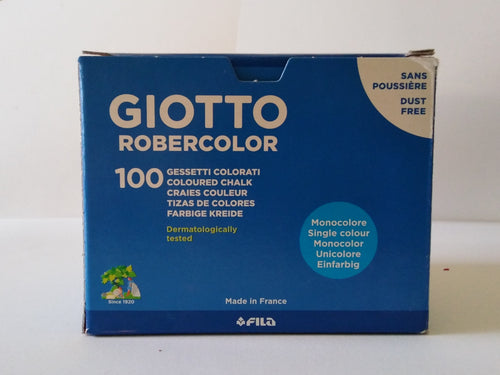 GIOTTO
ROBERCOLOR
SANS
POUSSIÈRE
DUST
FREE
100
GESSETTI COLORATI
COLOURED CHALK
CRAIES COULEUR
TIZAS DE COLORES
FARBIGE KREIDE
Dermatologically
tested
Monocolore
Single colour
Monocolor
Unicolore
Einfarbig
Since 1920
Made in France
FILA